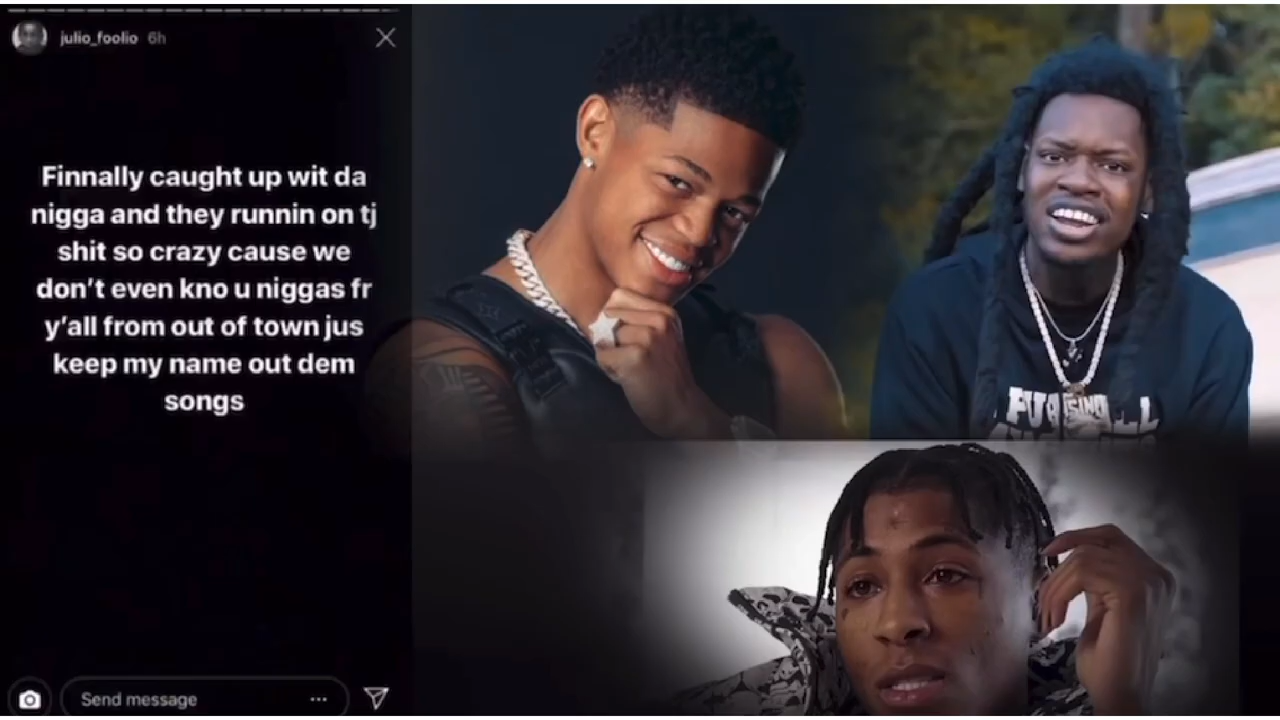 julio_foolio 6h
Finnally caught up wit da
nigga and they runnin on tj
shit so crazy cause we
don't even kno u niggas fr
y'all from out of town jus
keep my name out dem
songs
Send message